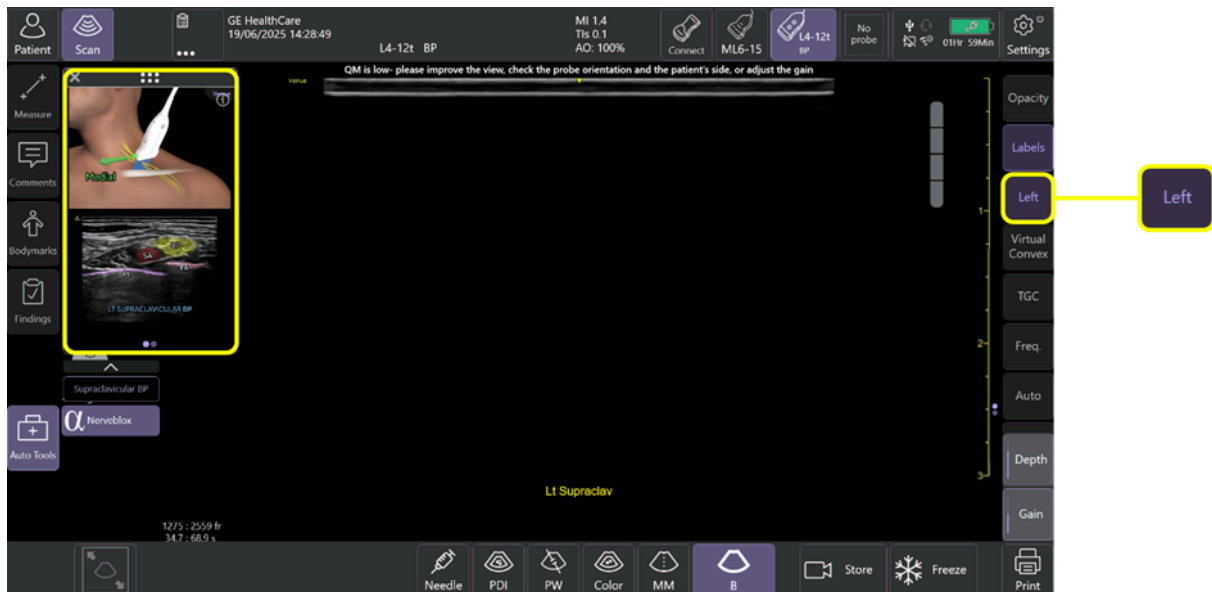 GE HealthCare
19/06/2025 14:28:49
L4-12t BP
MI 1.4
TIs 0.1
AO: 100%
Patient
Scan
Connect
ML6-15
L4-12t
BP
No
probe
01Hr 59Min
Settings
QM is low- please improve the view, check the probe orientation and the patient's side, or adjust the gain
Venue
Measure
Comments
Bodymarks
Findings
Auto Tools
Medial
SA
LT SUPRACLAVICULAR BP
Supraclavicular BP
α Nerveblox
1275 : 2559 fr
34.7 : 68.9 s
Lt Supraclav
1
2
3
Opacity
Labels
Left
Virtual
Convex
TGC
Freq.
Auto
Depth
Gain
Left
Needle
PDI
PW
Color
MM
B
Store
Freeze
Print